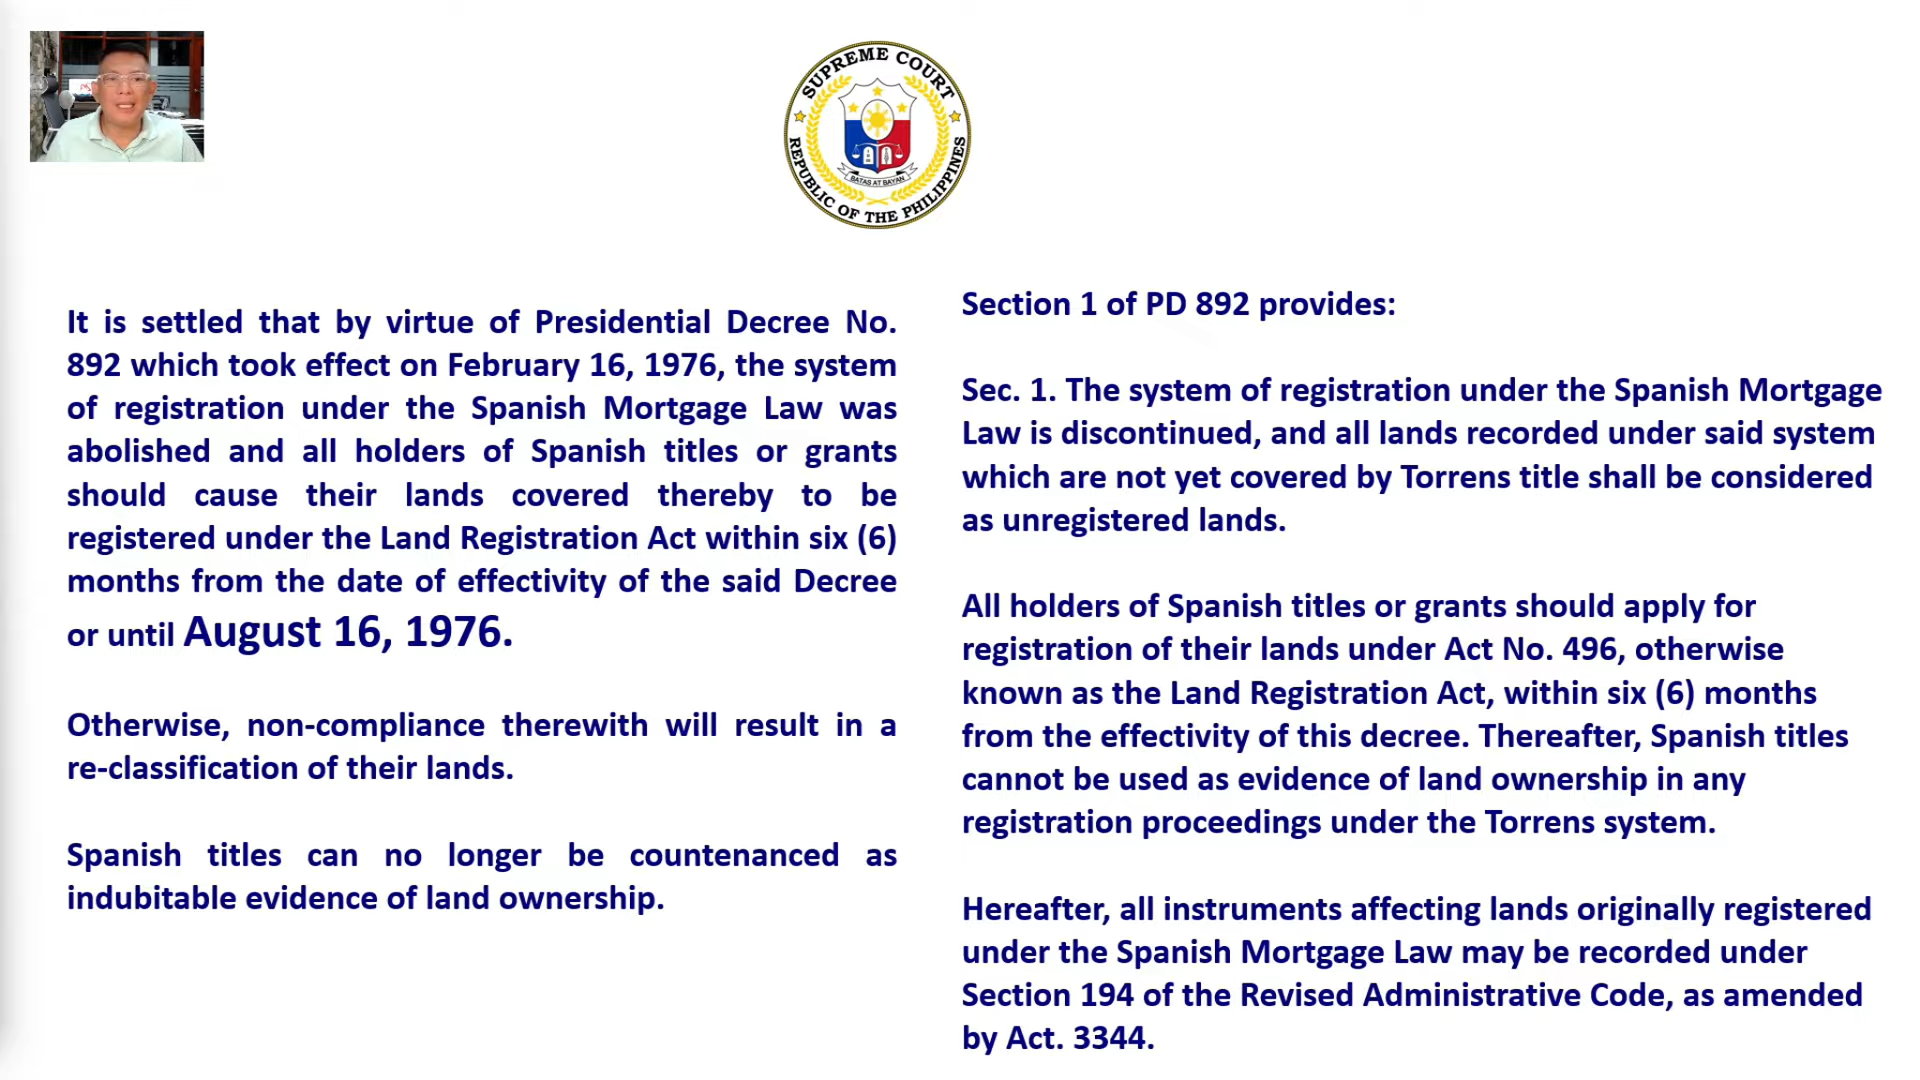 SUPREME COURT
REPUBLIC OF THE PHILIPPINES
BATAS AT BAYAN
It is settled that by virtue of Presidential Decree No.
892 which took effect on February 16, 1976, the system
of registration under the Spanish Mortgage Law was
abolished and all holders of Spanish titles or grants
should cause their lands covered thereby to be
registered under the Land Registration Act within six (6)
months from the date of effectivity of the said Decree
or until August 16, 1976.
Otherwise, non-compliance therewith will result in a
re-classification of their lands.
Spanish titles can no longer be countenanced as
indubitable evidence of land ownership.
Section 1 of PD 892 provides:
Sec. 1. The system of registration under the Spanish Mortgage
Law is discontinued, and all lands recorded under said system
which are not yet covered by Torrens title shall be considered
as unregistered lands.
All holders of Spanish titles or grants should apply for
registration of their lands under Act No. 496, otherwise
known as the Land Registration Act, within six (6) months
from the effectivity of this decree. Thereafter, Spanish titles
cannot be used as evidence of land ownership in any
registration proceedings under the Torrens system.
Hereafter, all instruments affecting lands originally registered
under the Spanish Mortgage Law may be recorded under
Section 194 of the Revised Administrative Code, as amended
by Act. 3344.